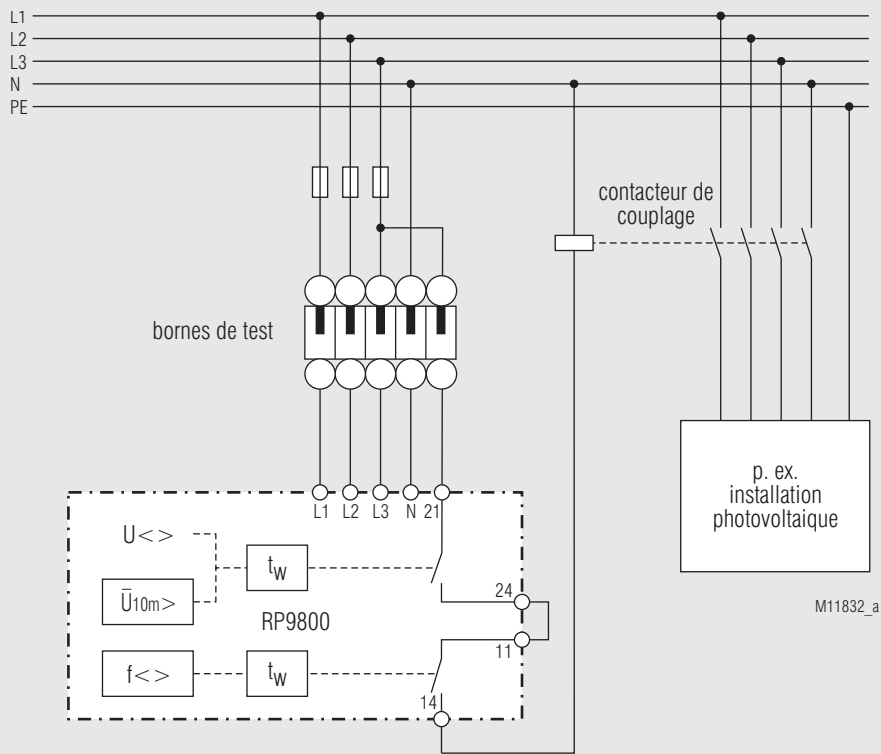 L1
L2
L3
N
PE
contacteur de
couplage
bornes de test
L1 L2 L3 N 21
U<>
tw
Ū10m>
RP9800
24
11
f<>
tw
14
p. ex.
installation
photovoltaique
M11832_a